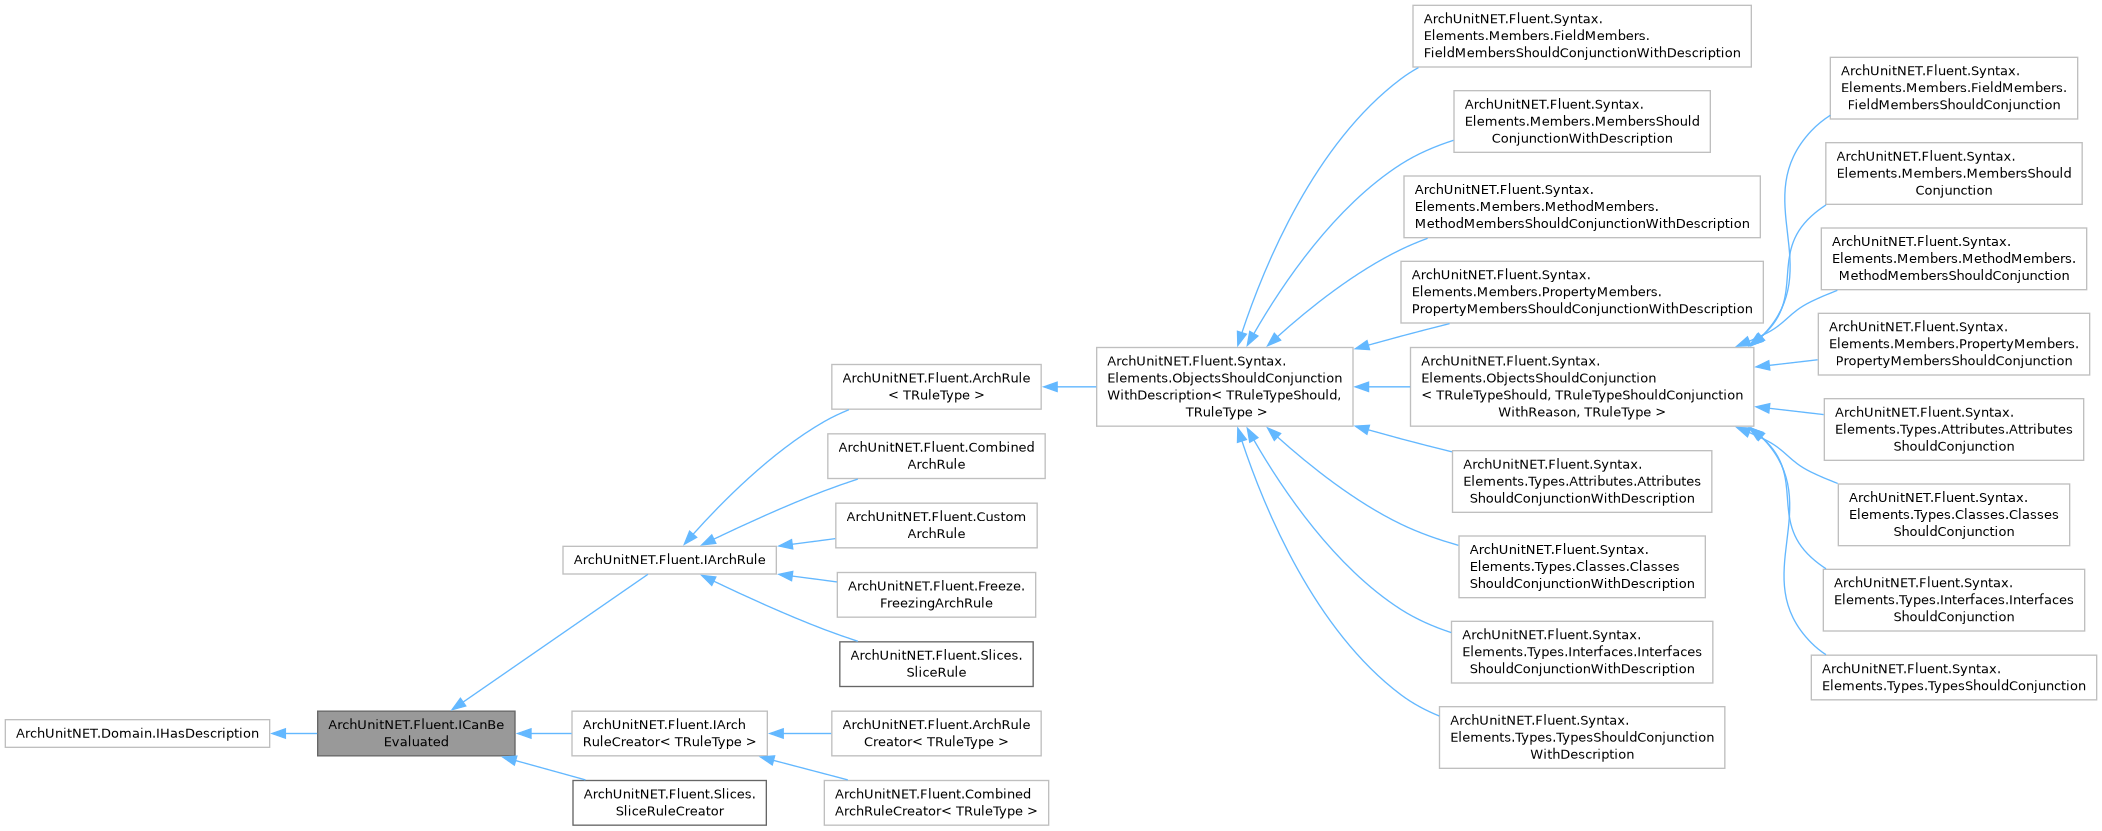 ArchUnitNET.Domain.IHasDescription
ArchUnitNET.Fluent.ICanBe
Evaluated
ArchUnitNET.Fluent.IArchRule
ArchUnitNET.Fluent.IArch
RuleCreator< TRuleType >
ArchUnitNET.Fluent.Slices.
SliceRuleCreator
ArchUnitNET.Fluent.ArchRule
< TRuleType >
ArchUnitNET.Fluent.Combined
ArchRule
ArchUnitNET.Fluent.Custom
ArchRule
ArchUnitNET.Fluent.Freeze.
FreezingArchRule
ArchUnitNET.Fluent.Slices.
SliceRule
ArchUnitNET.Fluent.ArchRule
Creator< TRuleType >
ArchUnitNET.Fluent.Combined
ArchRuleCreator< TRuleType >
ArchUnitNET.Fluent.Syntax.
Elements.ObjectsShouldConjunction
WithDescription< TRuleTypeShould,
TRuleType >
ArchUnitNET.Fluent.Syntax.
Elements.Members.FieldMembers.
FieldMembersShouldConjunctionWithDescription
ArchUnitNET.Fluent.Syntax.
Elements.Members.MembersShould
ConjunctionWithDescription
ArchUnitNET.Fluent.Syntax.
Elements.Members.MethodMembers.
MethodMembersShouldConjunctionWithDescription
ArchUnitNET.Fluent.Syntax.
Elements.Members.PropertyMembers.
PropertyMembersShouldConjunctionWithDescription
ArchUnitNET.Fluent.Syntax.
Elements.ObjectsShouldConjunction
< TRuleTypeShould, TRuleTypeShouldConjunction
WithReason, TRuleType >
ArchUnitNET.Fluent.Syntax.
Elements.Types.Attributes.Attributes
ShouldConjunctionWithDescription
ArchUnitNET.Fluent.Syntax.
Elements.Types.Classes.Classes
ShouldConjunctionWithDescription
ArchUnitNET.Fluent.Syntax.
Elements.Types.Interfaces.Interfaces
ShouldConjunctionWithDescription
ArchUnitNET.Fluent.Syntax.
Elements.Types.TypesShouldConjunction
WithDescription
ArchUnitNET.Fluent.Syntax.
Elements.Members.FieldMembers.
FieldMembersShouldConjunction
ArchUnitNET.Fluent.Syntax.
Elements.Members.MembersShould
Conjunction
ArchUnitNET.Fluent.Syntax.
Elements.Members.MethodMembers.
MethodMembersShouldConjunction
ArchUnitNET.Fluent.Syntax.
Elements.Members.PropertyMembers.
PropertyMembersShouldConjunction
ArchUnitNET.Fluent.Syntax.
Elements.Types.Attributes.Attributes
ShouldConjunction
ArchUnitNET.Fluent.Syntax.
Elements.Types.Classes.Classes
ShouldConjunction
ArchUnitNET.Fluent.Syntax.
Elements.Types.Interfaces.Interfaces
ShouldConjunction
ArchUnitNET.Fluent.Syntax.
Elements.Types.TypesShouldConjunction